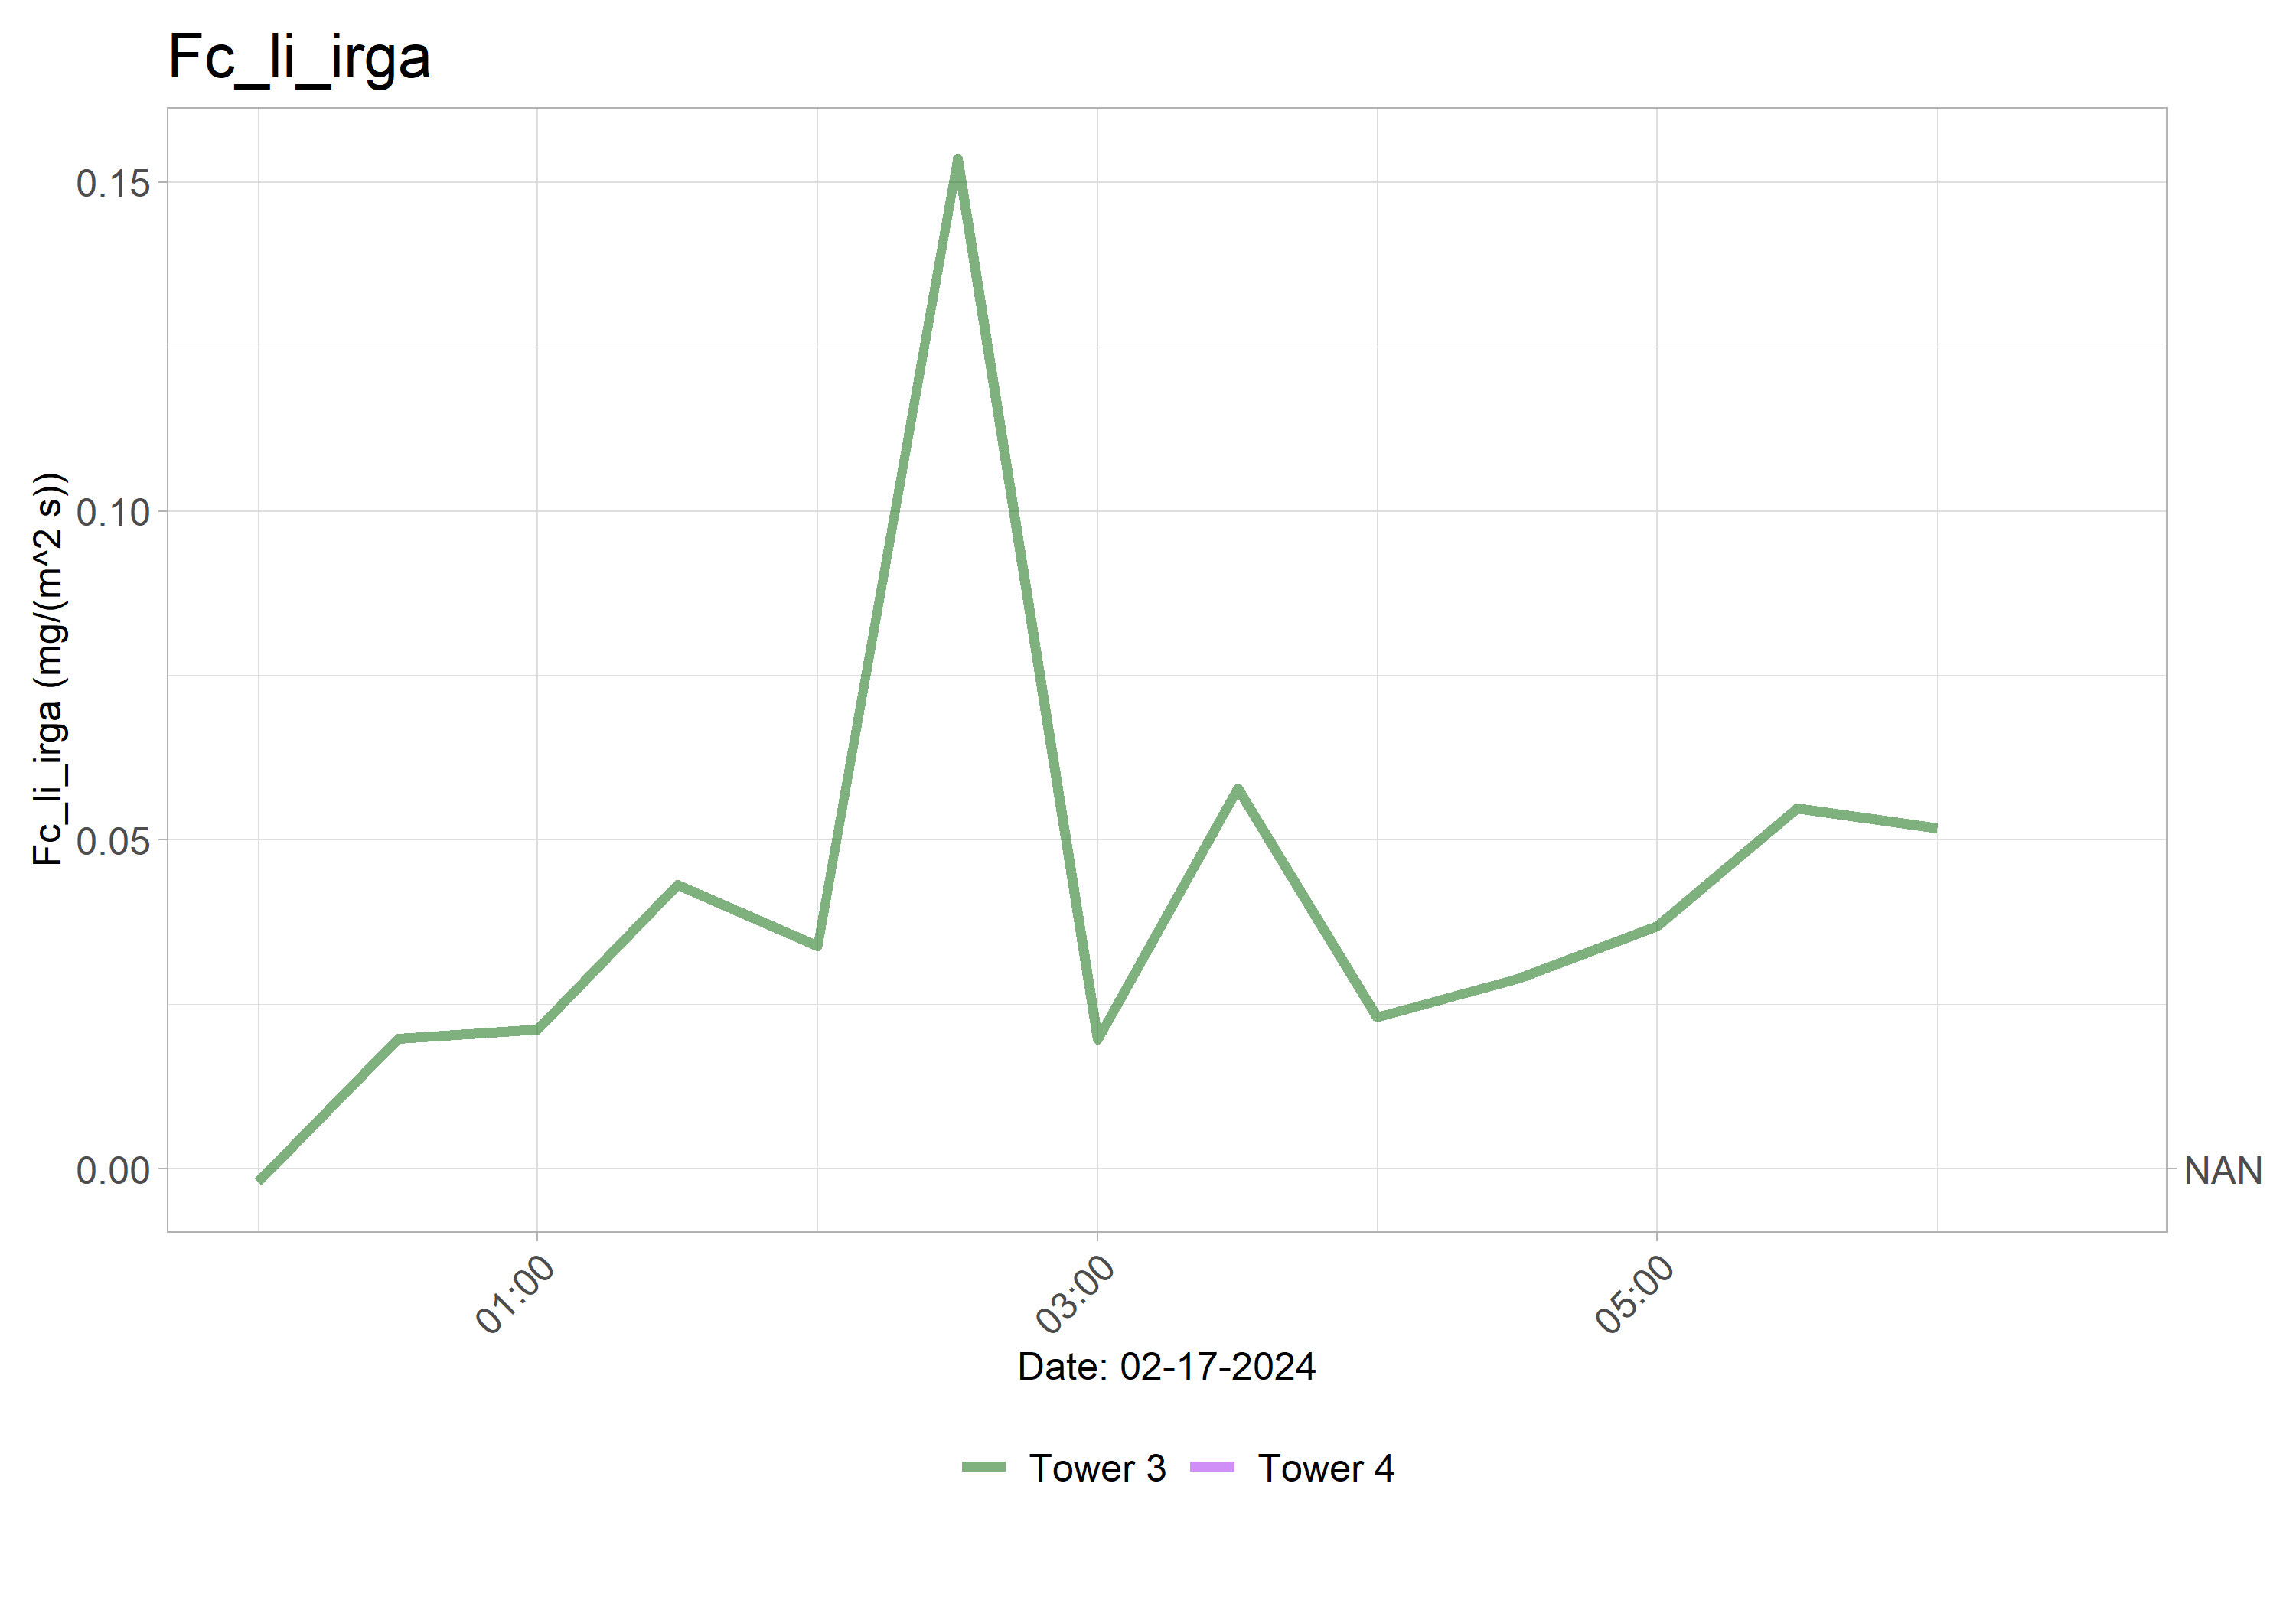 Fc_li_irga
Fc_li_irga (mg/(m^2 s))
0.15
0.10
0.05
0.00
NAN
01:00
03:00
05:00
Date: 02-17-2024
Tower 3
Tower 4